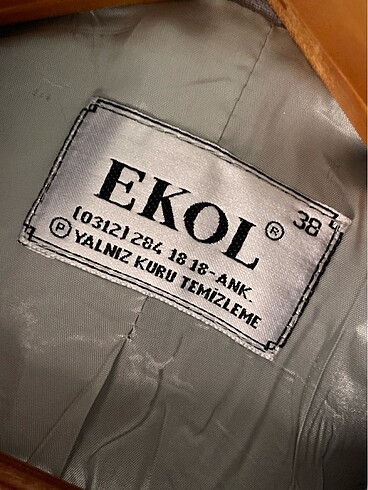 38
EKOL®
(0312) 284 18 18-ANK.
Ⓟ YALNIZ KURU TEMİZLEME